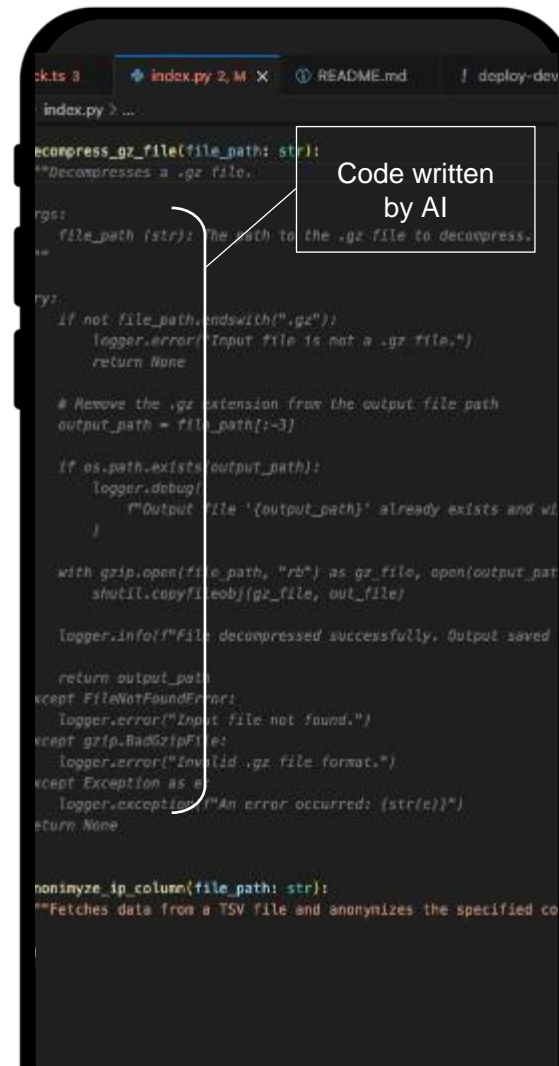 ck.ts 3 index.py 2, M X README.md ! deploy-dev
index.py > ...
ecompress_gz_file(file_path: str):
""Decompresses a .gz file.
Code written
by AI
rgs:
file_path (str): The path to the .gz file to decompress.
""
ry:
if not file_path.endswith(".gz"):
logger.error("Input file is not a .gz file.")
return None
# Remove the .gz extension from the output file path
output_path = file_path[:-3]
if os.path.exists(output_path):
logger.debug(
f"Output file '{output_path}' already exists and wi
)
with gzip.open(file_path, "rb") as gz_file, open(output_pat
shutil.copyfileobj(gz_file, out_file)
logger.info(f"File decompressed successfully. Output saved
return output_path
xcept FileNotFoundError:
logger.error("Input file not found.")
xcept gzip.BadGzipFile:
logger.error("Invalid .gz file format.")
xcept Exception as e:
logger.exception(f"An error occurred: {str(e)}")
eturn None
nonimyze_ip_column(file_path: str):
""Fetches data from a TSV file and anonymizes the specified co